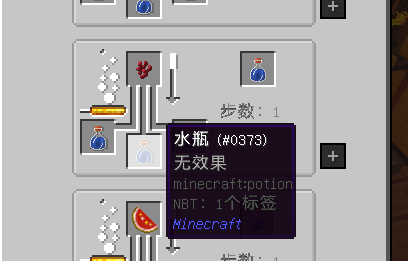 +
步数: 1
水瓶 (#0373)
无效果
minecraft:potion
NBT: 1个标签
Minecraft
+